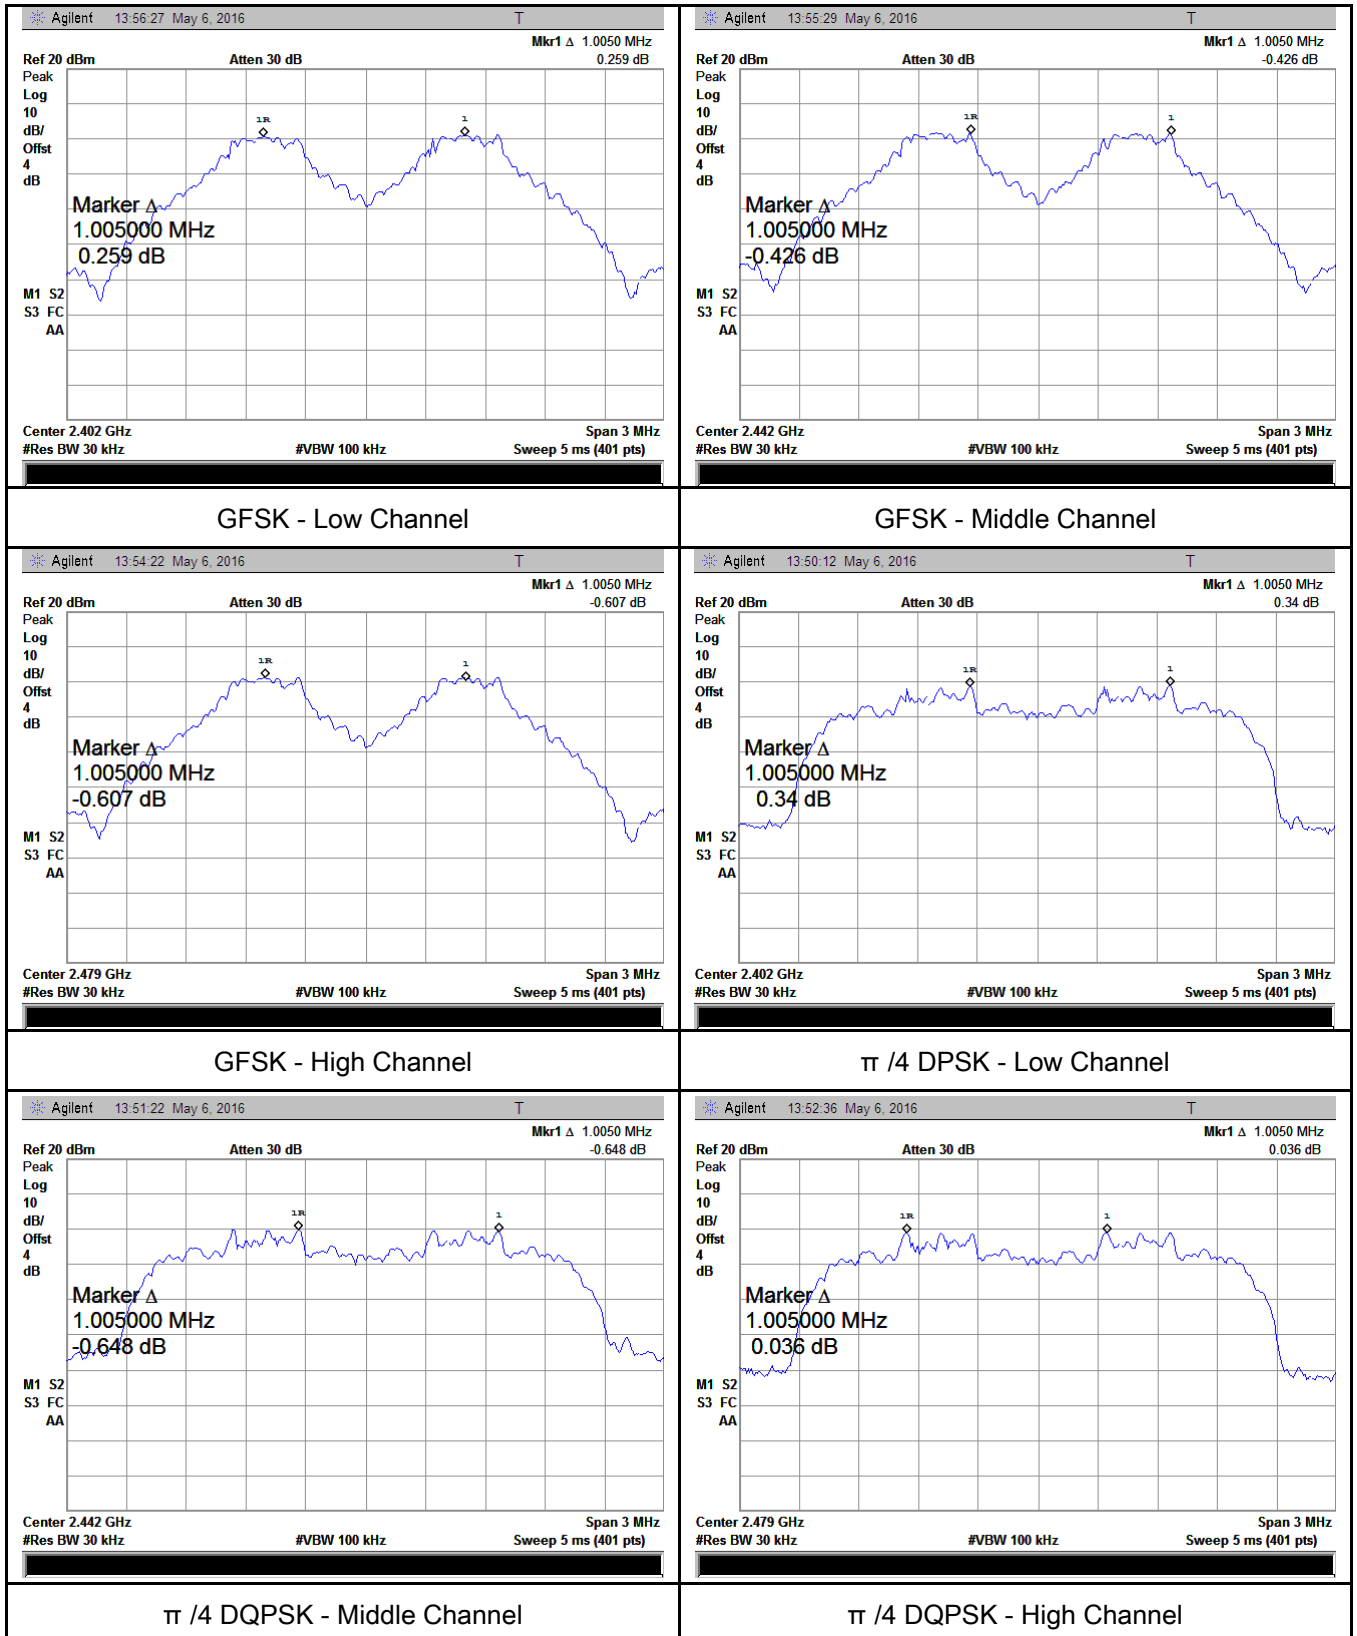 Agilent 13:56:27 May 6, 2016 T
Mkr1 Δ 1.0050 MHz
Ref 20 dBm Atten 30 dB 0.259 dB
Peak
Log
10
dB/
Offst
4
dB
1R 1
Marker Δ
1.005000 MHz
0.259 dB
M1 S2
S3 FC
AA
Center 2.402 GHz Span 3 MHz
#Res BW 30 kHz #VBW 100 kHz Sweep 5 ms (401 pts)
GFSK - Low Channel
Agilent 13:55:29 May 6, 2016 T
Mkr1 Δ 1.0050 MHz
Ref 20 dBm Atten 30 dB -0.426 dB
Peak
Log
10
dB/
Offst
4
dB
1R 1
Marker Δ
1.005000 MHz
-0.426 dB
M1 S2
S3 FC
AA
Center 2.442 GHz Span 3 MHz
#Res BW 30 kHz #VBW 100 kHz Sweep 5 ms (401 pts)
GFSK - Middle Channel
Agilent 13:54:22 May 6, 2016 T
Mkr1 Δ 1.0050 MHz
Ref 20 dBm Atten 30 dB -0.607 dB
Peak
Log
10
dB/
Offst
4
dB
1R 1
Marker Δ
1.005000 MHz
-0.607 dB
M1 S2
S3 FC
AA
Center 2.479 GHz Span 3 MHz
#Res BW 30 kHz #VBW 100 kHz Sweep 5 ms (401 pts)
GFSK - High Channel
Agilent 13:50:12 May 6, 2016 T
Mkr1 Δ 1.0050 MHz
Ref 20 dBm Atten 30 dB 0.34 dB
Peak
Log
10
dB/
Offst
4
dB
1R 1
Marker Δ
1.005000 MHz
0.34 dB
M1 S2
S3 FC
AA
Center 2.402 GHz Span 3 MHz
#Res BW 30 kHz #VBW 100 kHz Sweep 5 ms (401 pts)
π /4 DPSK - Low Channel
Agilent 13:51:22 May 6, 2016 T
Mkr1 Δ 1.0050 MHz
Ref 20 dBm Atten 30 dB -0.648 dB
Peak
Log
10
dB/
Offst
4
dB
1R 1
Marker Δ
1.005000 MHz
-0.648 dB
M1 S2
S3 FC
AA
Center 2.442 GHz Span 3 MHz
#Res BW 30 kHz #VBW 100 kHz Sweep 5 ms (401 pts)
π /4 DQPSK - Middle Channel
Agilent 13:52:36 May 6, 2016 T
Mkr1 Δ 1.0050 MHz
Ref 20 dBm Atten 30 dB 0.036 dB
Peak
Log
10
dB/
Offst
4
dB
1R 1
Marker Δ
1.005000 MHz
0.036 dB
M1 S2
S3 FC
AA
Center 2.479 GHz Span 3 MHz
#Res BW 30 kHz #VBW 100 kHz Sweep 5 ms (401 pts)
π /4 DQPSK - High Channel